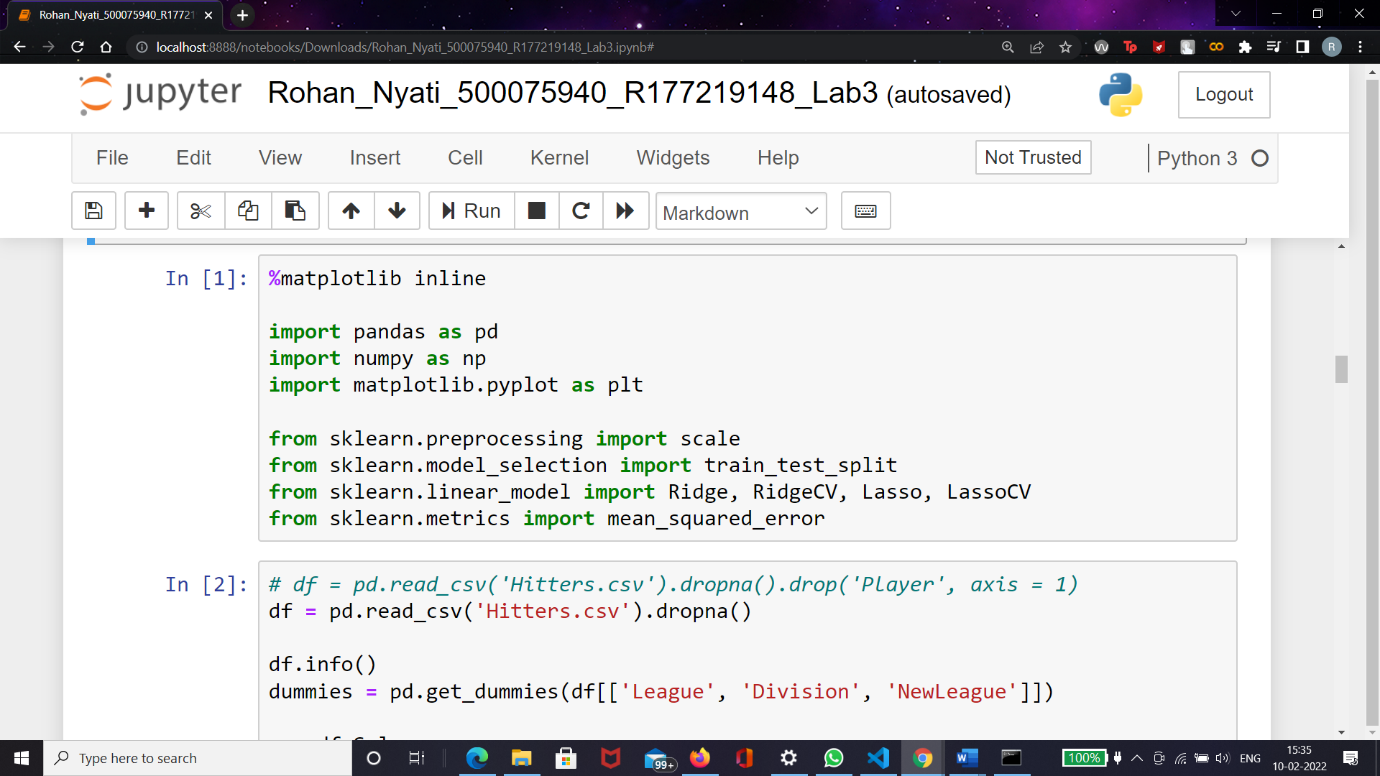 Rohan_Nyati_500075940_R17721
localhost:8888/notebooks/Downloads/Rohan_Nyati_500075940_R177219148_Lab3.ipynb#
Tp
CO
R
jupyter Rohan_Nyati_500075940_R177219148_Lab3 (autosaved)
Logout
File Edit View Insert Cell Kernel Widgets Help
Not Trusted
Python 3
Run
Markdown
In [1]:
%matplotlib inline
import pandas as pd
import numpy as np
import matplotlib.pyplot as plt
from sklearn.preprocessing import scale
from sklearn.model_selection import train_test_split
from sklearn.linear_model import Ridge, RidgeCV, Lasso, LassoCV
from sklearn.metrics import mean_squared_error
In [2]:
# df = pd.read_csv('Hitters.csv').dropna().drop('Player', axis = 1)
df = pd.read_csv('Hitters.csv').dropna()
df.info()
dummies = pd.get_dummies(df[['League', 'Division', 'NewLeague']])
Type here to search
99+
100%
ENG
15:35
10-02-2022